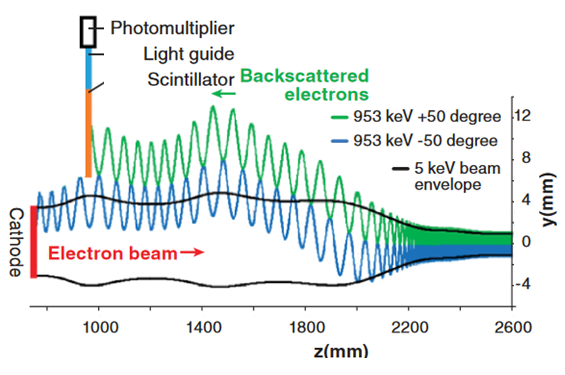 Photomultiplier
Light guide
Scintillator
Backscattered
electrons
953 keV +50 degree
953 keV -50 degree
5 keV beam
envelope
12
8
4
0
-4
y(mm)
Cathode
Electron beam
1000 1400 1800 2200 2600
z(mm)